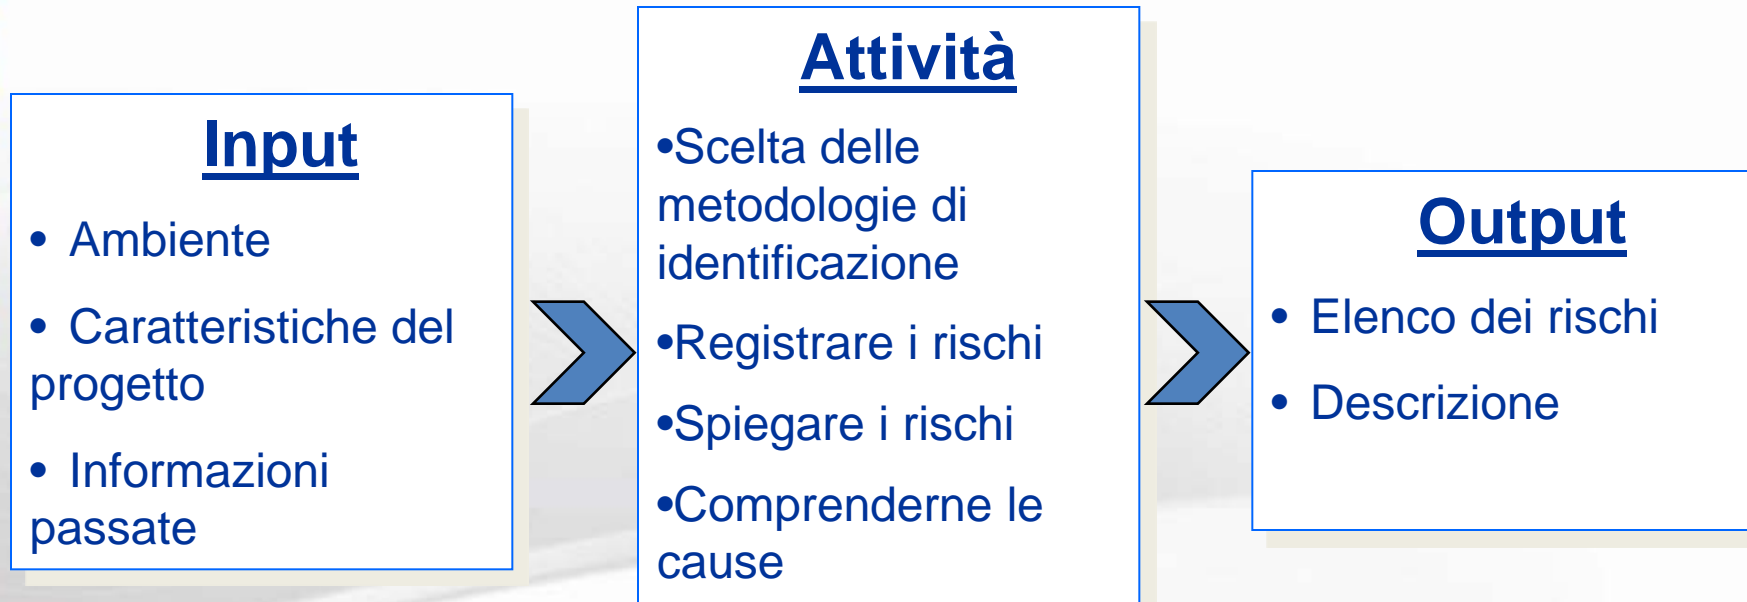 Input
• Ambiente
• Caratteristiche del
progetto
• Informazioni
passate
Attività
•Scelta delle
metodologie di
identificazione
•Registrare i rischi
•Spiegare i rischi
•Comprenderne le
cause
Output
• Elenco dei rischi
• Descrizione